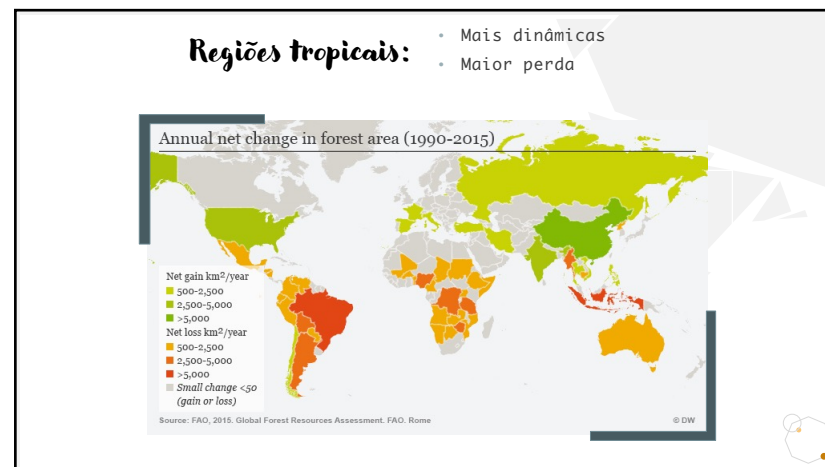 Regiões tropicais:
• Mais dinâmicas
• Maior perda
Annual net change in forest area (1990-2015)
Net gain km²/year
500-2,500
2,500-5,000
>5,000
Net loss km²/year
500-2,500
2,500-5,000
>5,000
Small change <50
(gain or loss)
Source: FAO, 2015. Global Forest Resources Assessment. FAO. Rome
© DW